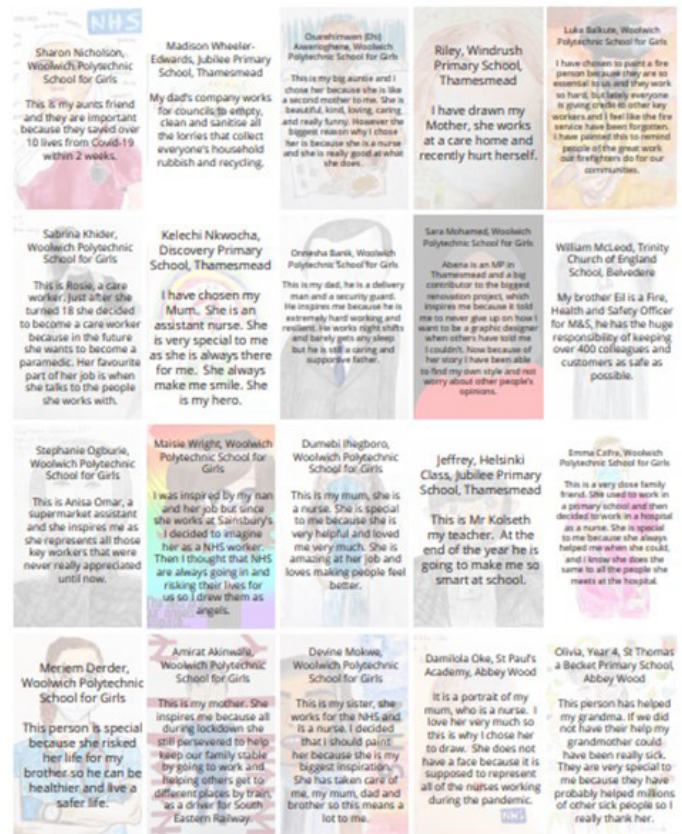 NHS
Sharon Nicholson,
Woolwich Polytechnic
School for Girls
This is my aunts friend
and they are important
because they saved over
10 lives from Covid-19
within 2 weeks.
Madison Wheeler-
Edwards, Jubilee Primary
School, Thamesmead
My dad's company works
for councils to empty,
clean and sanitise all
the lorries that collect
everyone's household
rubbish and recycling.
Woolwich
Polytechnic School for Girls
This is my big auntie and I
chose her because she is like
a second mother to me. She is
beautiful, kind, loving, caring
and really funny. However the
biggest reason why I chose
her is because she is a nurse
and she is really good at what
she does.
Riley, Windrush
Primary School,
Thamesmead
I have drawn my
Mother, she works
at a care home and
recently hurt herself.
Luka Balkute, Woolwich
Polytechnic School for Girls
I have chosen to paint a fire
person because they are so
essential to us and they work
so hard, but lately everyone
is giving credit to other key
workers and I feel like the fire
service have been forgotten.
I have painted this to remind
people of the great work
our firefighters do for our
communities.
Sabrina Khider,
Woolwich Polytechnic
School for Girls
This is Rosie, a care
worker. Just after she
turned 18 she decided
to become a care worker
because in the future
she wants to become a
paramedic. Her favourite
part of her job is when
she talks to the people
she works with.
Kelechi Nkwocha,
Discovery Primary
School, Thamesmead
I have chosen my
Mum. She is an
assistant nurse. She
is very special to me
as she is always there
for me. She always
make me smile. She
is my hero.
Onnesha Banik, Woolwich
Polytechnic School for Girls
This is my dad, he is a delivery
man and a security guard.
He inspires me because he is
extremely hard working and
resilient. He works night shifts
and barely gets any sleep
but he is still a caring and
supportive father.
Sara Mohamed, Woolwich
Polytechnic School for Girls
Abena is an MP in
Thamesmead and a big
contributor to the biggest
renovation project, which
inspires me because it told
me to never give up on how I
want to be a graphic designer
when others have told me
I couldn't. Now because of
her story I have been able
to find my own style and not
worry about other people's
opinions.
William McLeod, Trinity
Church of England
School, Belvedere
My brother Eil is a Fire,
Health and Safety Officer
for M&S, he has the huge
responsibility of keeping
over 400 colleagues and
customers as safe as
possible.
Stephanie Ogburie,
Woolwich Polytechnic
School for Girls
This is Anisa Omar, a
supermarket assistant
and she inspires me as
she represents all those
key workers that were
never really appreciated
until now.
Maisie Wright, Woolwich
Polytechnic School for
Girls
I was inspired by my nan
and her job but since
she works at Sainsbury's
I decided to imagine
her as a NHS worker.
Then I thought that NHS
are always going in and
risking their lives for
us so I drew them as
angels.
Dumebi Ihegboro,
Woolwich Polytechnic
School for Girls
This is my mum, she is
a nurse. She is special
to me because she is
very helpful and loved
me very much. She is
amazing at her job and
loves making people feel
better.
Jeffrey, Helsinki
Class, Jubilee Primary
School, Thamesmead
This is Mr Kolseth
my teacher. At the
end of the year he is
going to make me so
smart at school.
Emma Woolwich
Polytechnic School for Girls
This is a very close family
friend. She used to work in
a primary school and then
decided to work in a hospital
as a nurse. She is special
to me because she always
helped me when she could,
and I know she does the
same to all the people she
meets at the hospital.
Meriem Derder,
Woolwich Polytechnic
School for Girls
This person is special
because she risked
her life for my
brother so he can be
healthier and live a
safer life.
Amirat Akinwale,
Woolwich Polytechnic
School for Girls
This is my mother. She
inspires me because all
during lockdown she
still persevered to help
keep our family stable
by going to work and
helping others get to
different places by train,
as a driver for South
Eastern Railway.
Devine Mokwe,
Woolwich Polytechnic
School for Girls
This is my sister, she
works for the NHS and
is a nurse. I decided
that I should paint
her because she is my
biggest inspiration.
She has taken care of
me, my mum, dad and
brother so this means a
lot to me.
Damilola Oke, St Paul's
Academy, Abbey Wood
It is a portrait of my
mum, who is a nurse. I
love her very much so
this is why I chose her
to draw. She does not
have a face because it is
supposed to represent
all of the nurses working
during the pandemic.
NHS
Olivia, Year 4, St Thomas
a Becket Primary School,
Abbey Wood
This person has helped
my grandma. If we did
not have their help my
grandmother could
have been really sick.
They are very special to
me because they have
probably helped millions
of other sick people so I
really thank her.